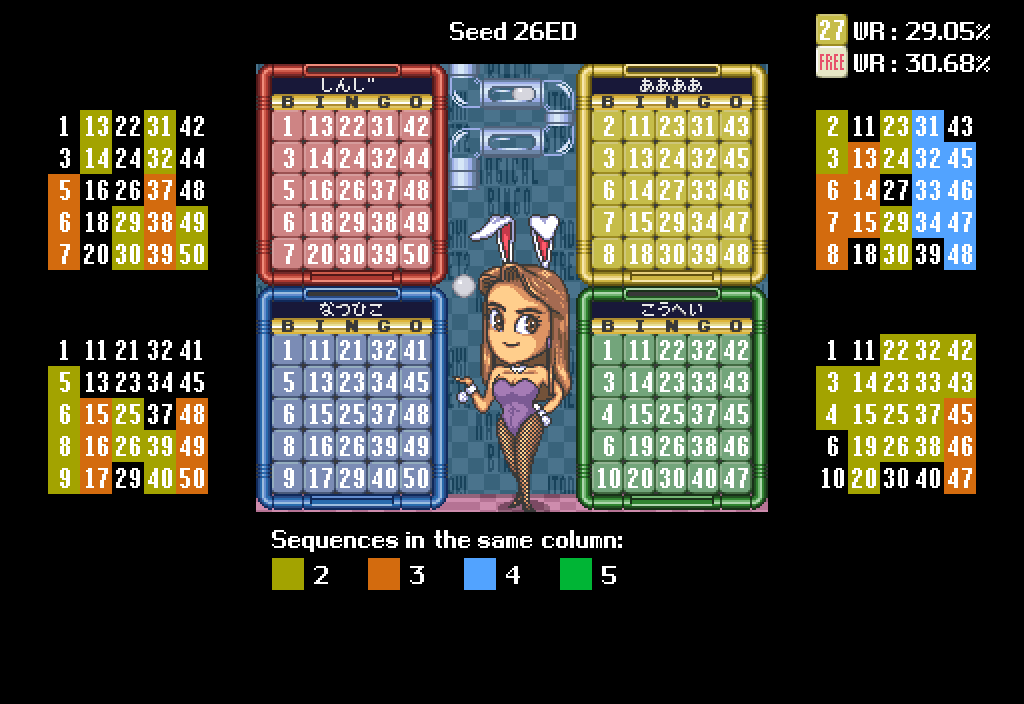 Seed 26ED
27 WR: 29.05%
FREE WR: 30.68%
しんじ"
B I N G O
1 13 22 31 42
3 14 24 32 44
5 16 26 37 48
6 18 29 38 49
7 20 30 39 50
ああああ
B I N G O
2 11 23 31 43
3 13 24 32 45
6 14 27 33 46
7 15 29 34 47
8 18 30 39 48
1 13 22 31 42
3 14 24 32 44
5 16 26 37 48
6 18 29 38 49
7 20 30 39 50
2 11 23 31 43
3 13 24 32 45
6 14 27 33 46
7 15 29 34 47
8 18 30 39 48
MAGICAL
BINGO
なつひこ
B I N G O
1 11 21 32 41
5 13 23 34 45
6 15 25 37 48
8 16 26 39 49
9 17 29 40 50
こうへい
B I N G O
1 11 22 32 42
3 14 23 33 43
4 15 25 37 45
6 19 26 38 46
10 20 30 40 47
1 11 21 32 41
5 13 23 34 45
6 15 25 37 48
8 16 26 39 49
9 17 29 40 50
1 11 22 32 42
3 14 23 33 43
4 15 25 37 45
6 19 26 38 46
10 20 30 40 47
Sequences in the same column:
2 3 4 5